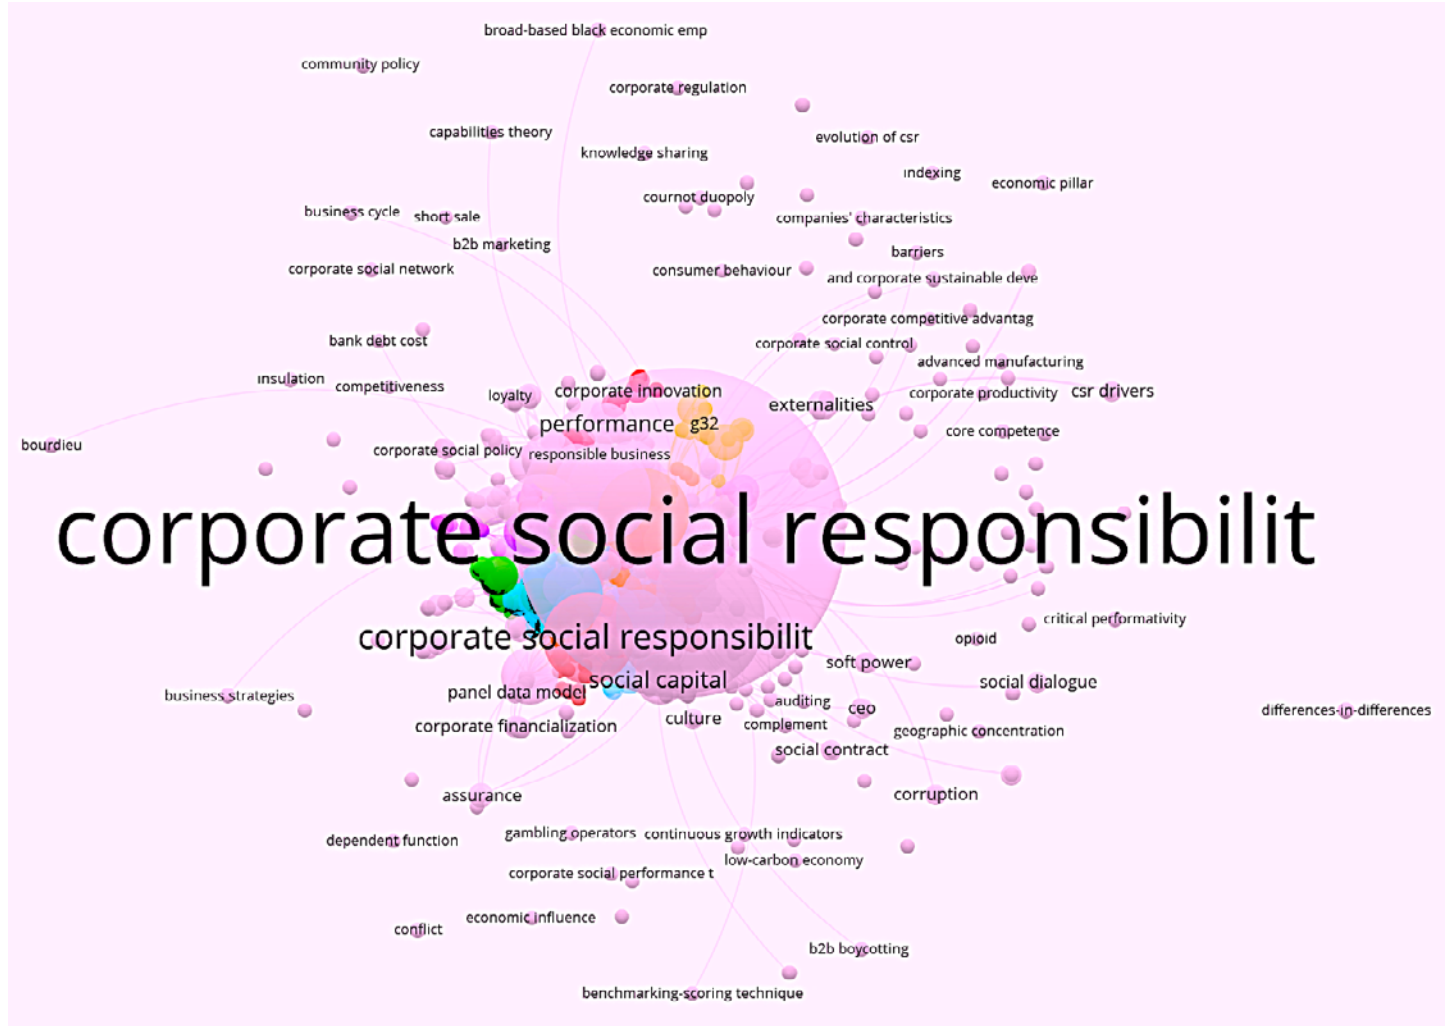 broad-based black economic emp
community policy
corporate regulation
capabilities theory
evolution of csr
knowledge sharing
indexing
economic pillar
cournot duopoly
business cycle
short sale
companies' characteristics
b2b marketing
barriers
corporate social network
consumer behaviour
and corporate sustainable deve
corporate competitive advantag
bank debt cost
corporate social control
advanced manufacturing
insulation
competitiveness
loyalty
corporate innovation
corporate productivity
csr drivers
externalities
performance
g32
core competence
bourdieu
corporate social policy
responsible business
corporate social responsibilit
critical performativity
corporate social responsibilit
opioid
soft power
social capital
social dialogue
panel data model
business strategies
auditing
ceo
differences-in-differences
culture
complement
corporate financialization
geographic concentration
social contract
assurance
corruption
gambling operators
continuous growth indicators
dependent function
low-carbon economy
corporate social performance t
economic influence
conflict
b2b boycotting
benchmarking-scoring technique